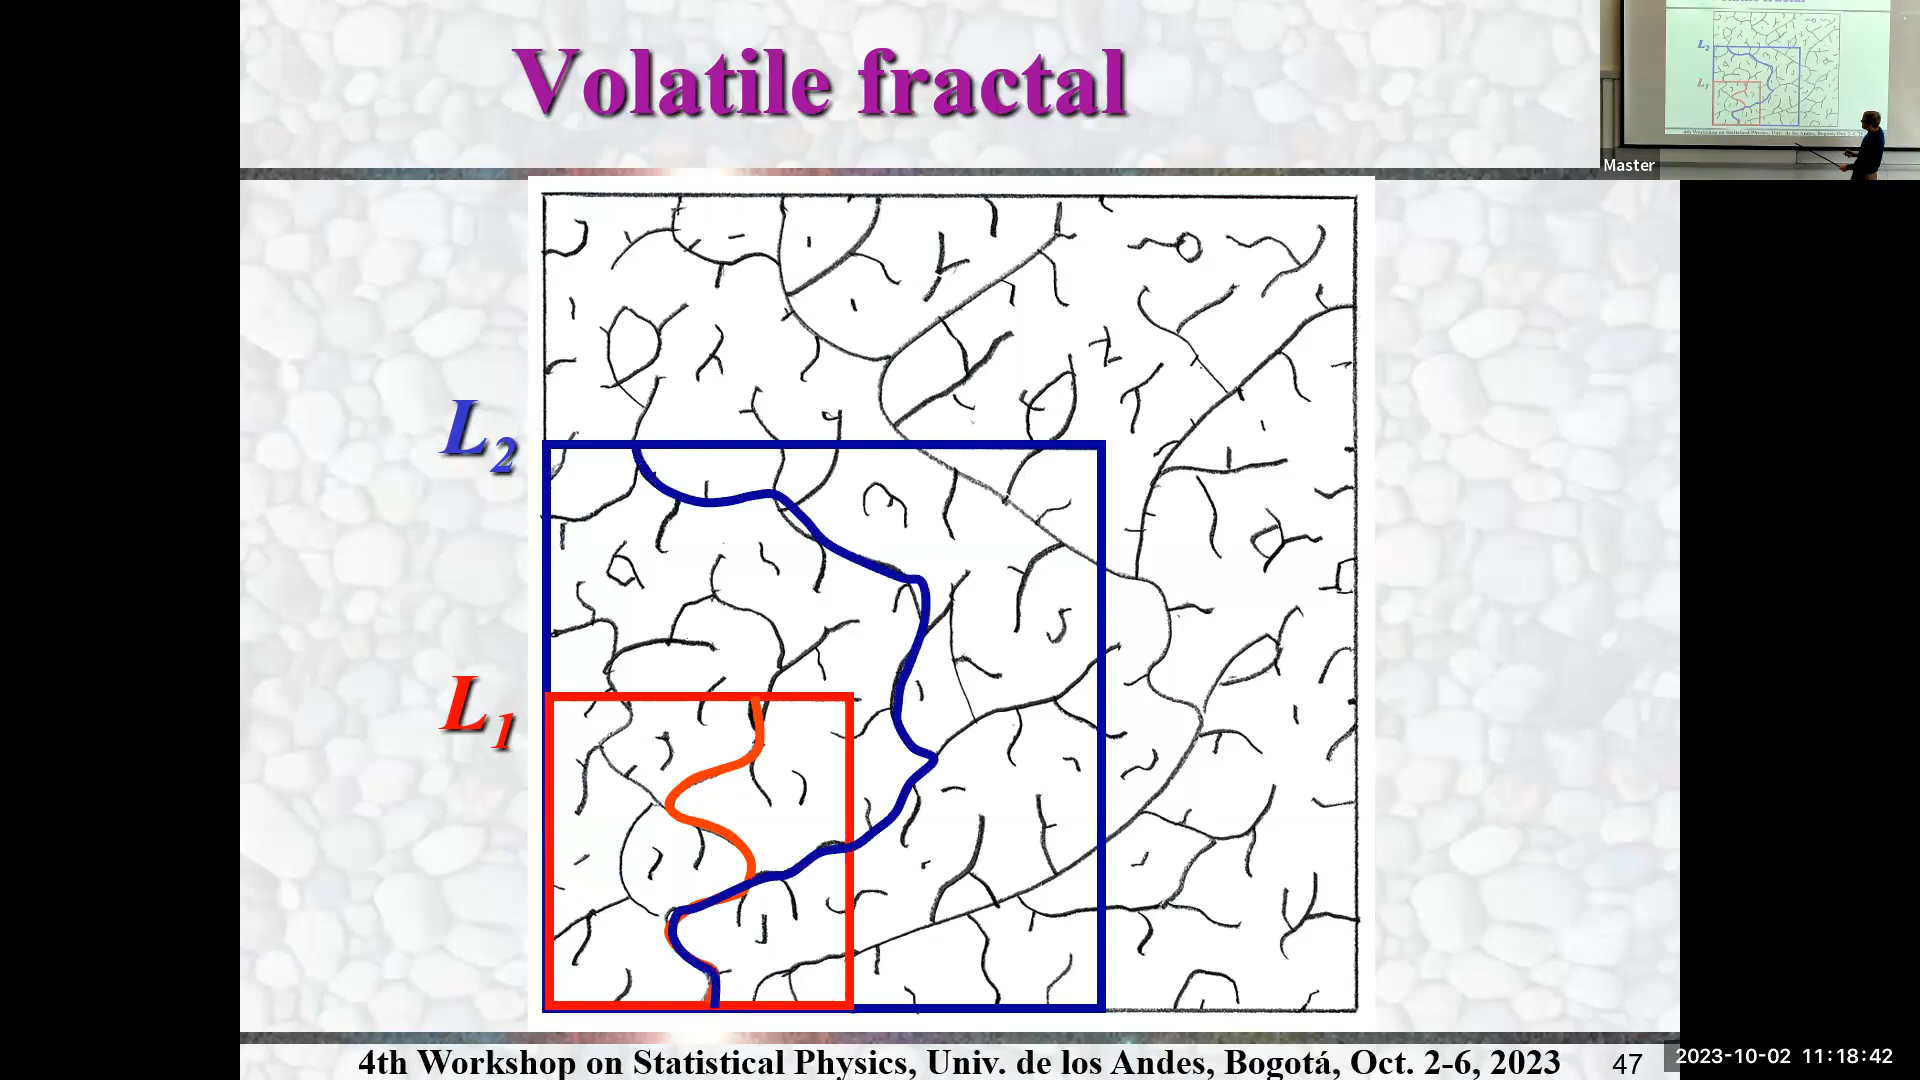 Volatile fractal
Master
L2
L1
4th Workshop on Statistical Physics, Univ. de los Andes, Bogotá, Oct. 2-6, 2023
47
2023-10-02 11:18:42